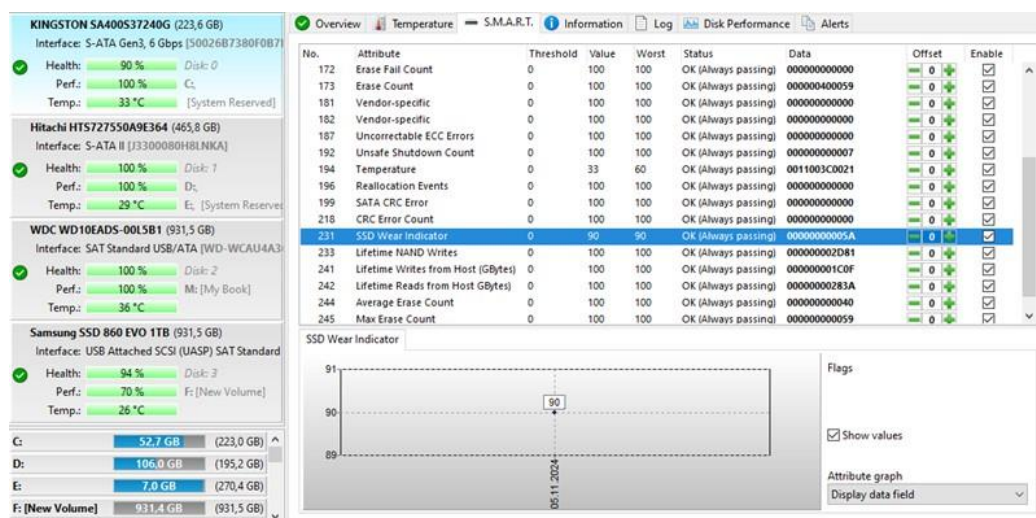 KINGSTON SA400S37240G (223,6 GB)
Interface: S-ATA Gen3, 6 Gbps [50026B7380F0B71
Health: 90 % Disk: 0
Perf.: 100 % C:,
Temp.: 33 °C [System Reserved]
Hitachi HTS727550A9E364 (465,8 GB)
Interface: S-ATA II [J3300080H8LNKA]
Health: 100 % Disk: 1
Perf.: 100 % D:,
Temp.: 29 °C E:, [System Reserve
WDC WD10EADS-00L5B1 (931,5 GB)
Interface: SAT Standard USB/ATA [WD-WCAU4A3
Health: 100 % Disk: 2
Perf.: 100 % M: [My Book]
Temp.: 36 °C
Samsung SSD 860 EVO 1TB (931,5 GB)
Interface: USB Attached SCSI (UASP) SAT Standard
Health: 94 % Disk: 3
Perf.: 70 % F: [New Volume]
Temp.: 26 °C
C: 52,7 GB (223,0 GB)
D: 106,0 GB (195,2 GB)
E: 7,0 GB (270,4 GB)
F: [New Volume] 931,4 GB (931,5 GB)
Overview Temperature S.M.A.R.T. Information Log Disk Performance Alerts
No. Attribute Threshold Value Worst Status Data Offset Enable
172 Erase Fail Count 0 100 100 OK (Always passing) 000000000000 0
173 Erase Count 0 100 100 OK (Always passing) 000000400059 0
181 Vendor-specific 0 100 100 OK (Always passing) 000000000000 0
182 Vendor-specific 0 100 100 OK (Always passing) 000000000000 0
187 Uncorrectable ECC Errors 0 100 100 OK (Always passing) 000000000000 0
192 Unsafe Shutdown Count 0 100 100 OK (Always passing) 000000000007 0
194 Temperature 0 33 60 OK (Always passing) 0011003C0021 0
196 Reallocation Events 0 100 100 OK (Always passing) 000000000000 0
199 SATA CRC Error 0 100 100 OK (Always passing) 000000000000 0
218 CRC Error Count 0 100 100 OK (Always passing) 000000000000 0
231 SSD Wear Indicator 0 90 90 OK (Always passing) 00000000005A 0
233 Lifetime NAND Writes 0 100 100 OK (Always passing) 000000002D81 0
241 Lifetime Writes from Host (GBytes) 0 100 100 OK (Always passing) 000000001C0F 0
242 Lifetime Reads from Host GBytes) 0 100 100 OK (Always passing) 00000000283A 0
244 Average Erase Count 0 100 100 OK (Always passing) 000000000040 0
245 Max Erase Count 0 100 100 OK (Always passing) 000000000059 0
SSD Wear Indicator
91
90
89
90
05.11.2024
Flags
Show values
Attribute graph
Display data field